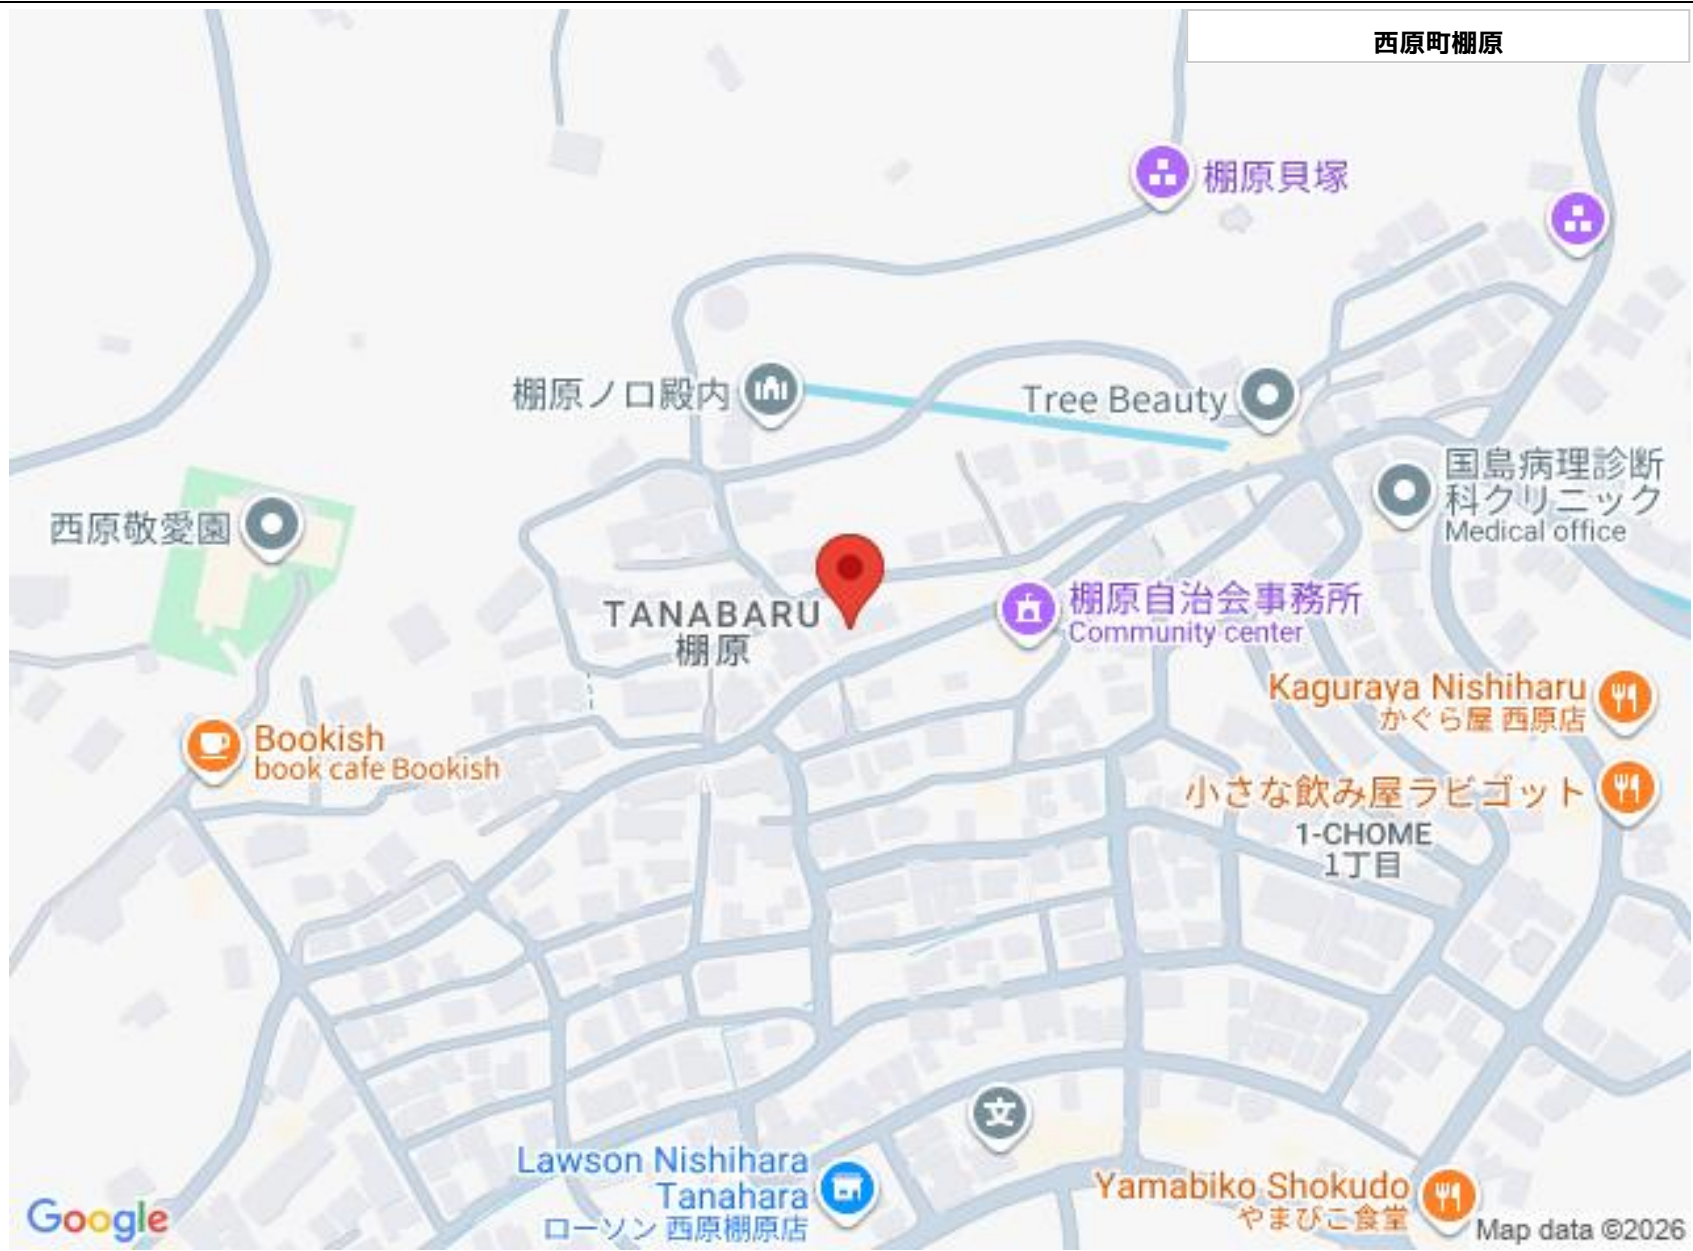 西原町棚原
棚原貝塚
棚原ノロ殿内
Tree Beauty
国島病理診断
科クリニック
Medical office
西原敬愛園
TANABARU
棚原
棚原自治会事務所
Community center
Kaguraya Nishiharu
かぐら屋 西原店
Bookish
book cafe Bookish
小さな飲み屋ラビゴット
1-CHOME
1丁目
文
Lawson Nishihara
Tanahara
ローソン 西原棚原店
Yamabiko Shokudo
やまびこ食堂
Google
Map data ©2026